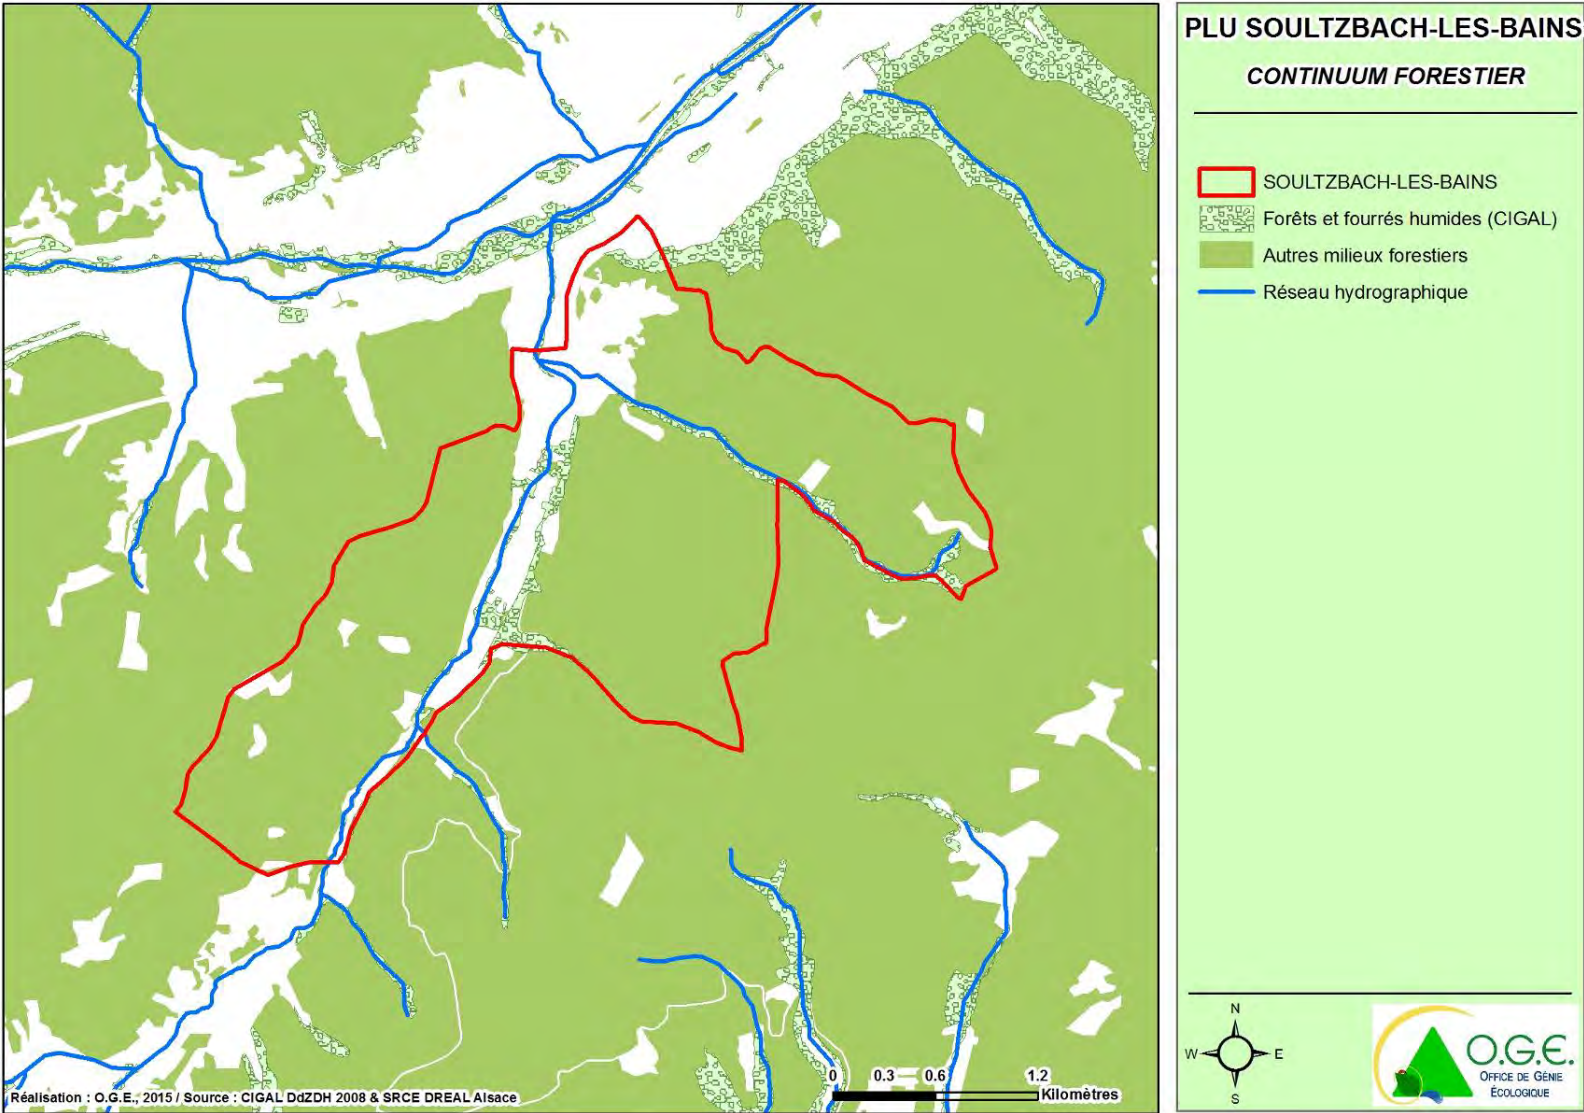 PLU SOULTZBACH-LES-BAINS
CONTINUUM FORESTIER
SOULTZBACH-LES-BAINS
Forêts et fourrés humides (CIGAL)
Autres milieux forestiers
Réseau hydrographique
N
W E
S
O.G.E.
OFFICE DE GÉNIE
ÉCOLOGIQUE
0 0.3 0.6 1.2
Kilomètres
Réalisation : O.G.E., 2015 / Source : CIGAL DdZDH 2008 & SRCE DREAL Alsace